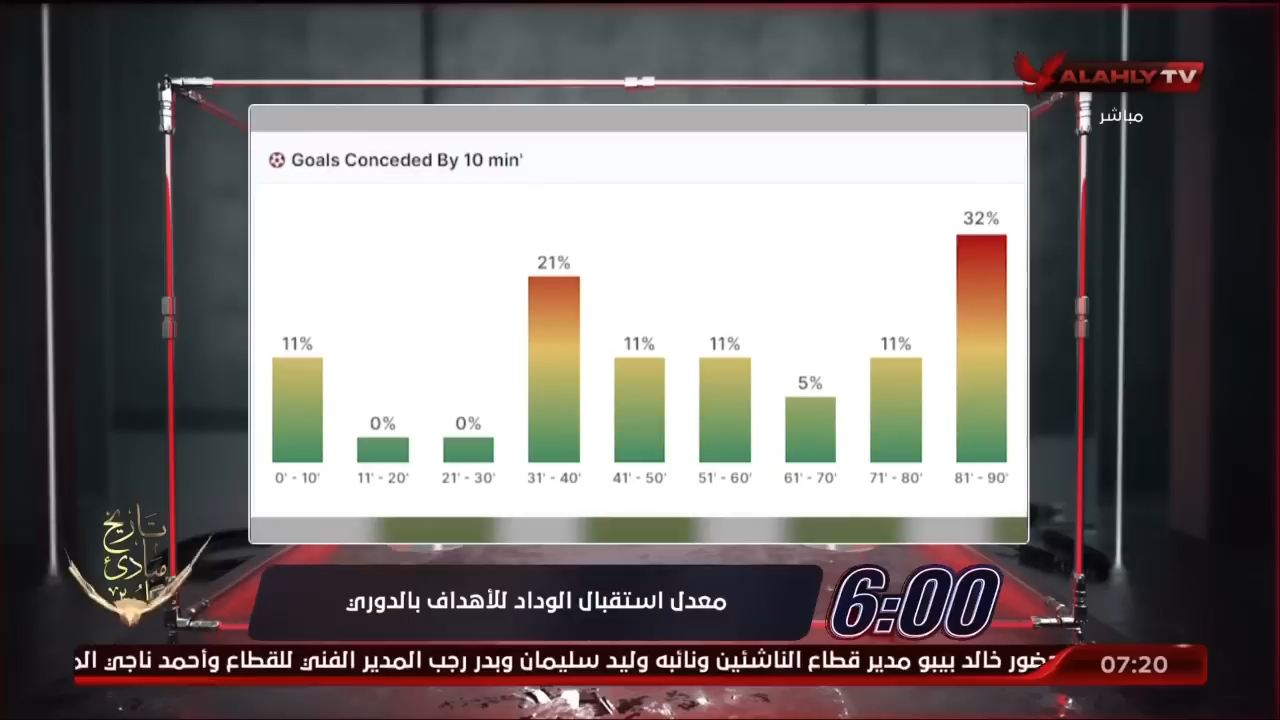 ALAHLY TV
مباشر
Goals Conceded By 10 min'
32%
21%
11%
11%
11%
11%
5%
0%
0%
0' - 10'
11' - 20'
21' - 30'
31' - 40'
41' - 50'
51' - 60'
61' - 70'
71' - 80'
81' - 90'
تاريخ
مبادئ
معدل استقبال الوداد للأهداف بالدوري
6:00
حضور خالد بيبو مدير قطاع الناشئين ونائبه وليد سليمان وبدر رجب المدير الفني للقطاع وأحمد ناجي
07:20